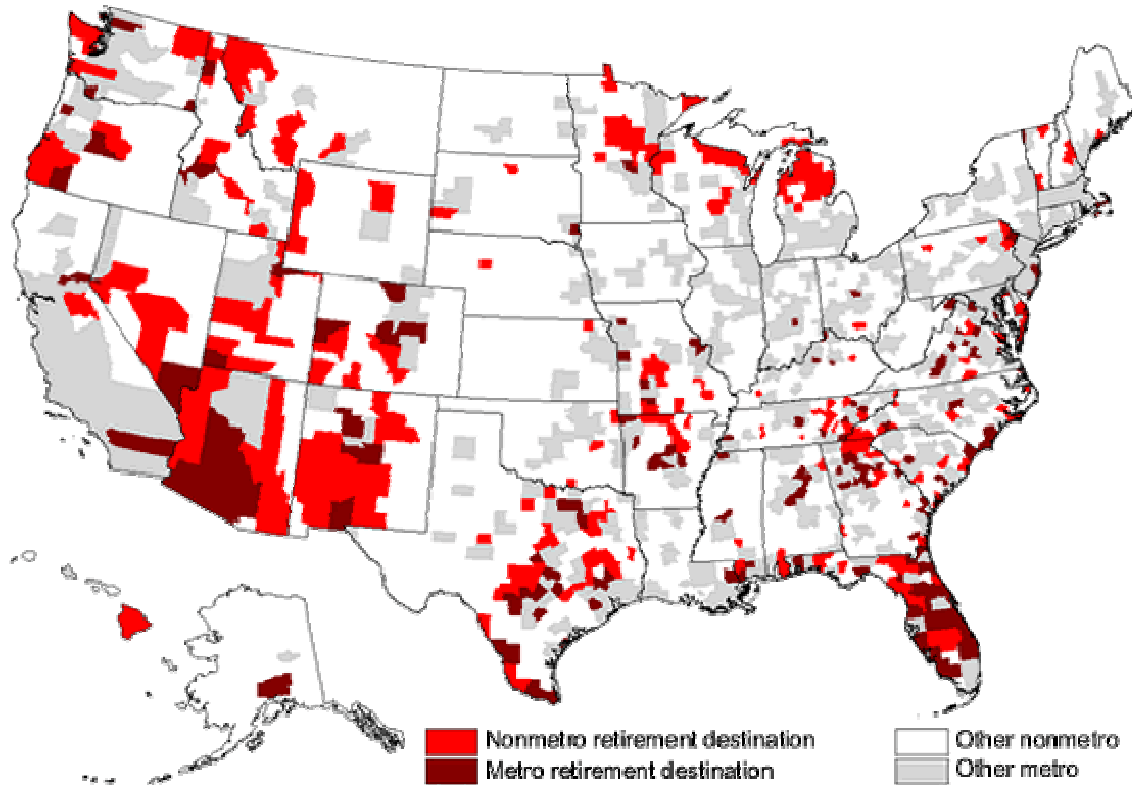 Nonmetro retirement destination
Metro retirement destination
Other nonmetro
Other metro